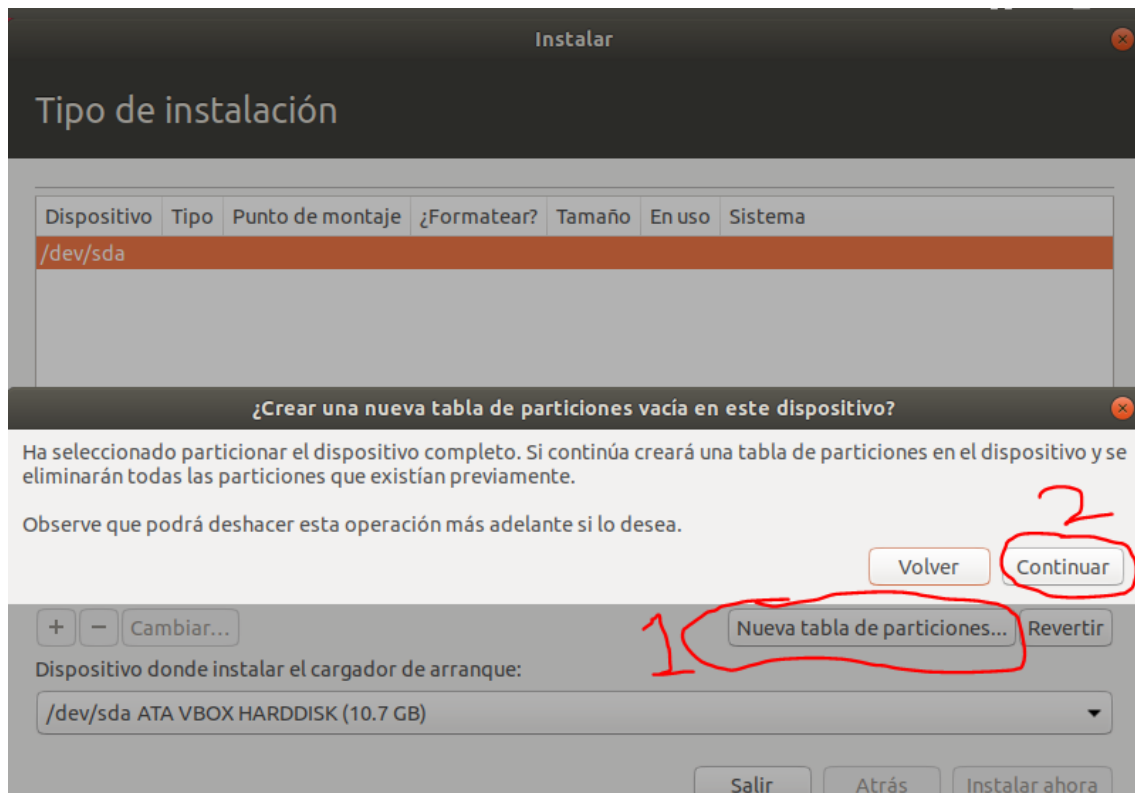 Instalar
Tipo de instalación
Dispositivo Tipo Punto de montaje ¿Formatear? Tamaño En uso Sistema
/dev/sda
¿Crear una nueva tabla de particiones vacía en este dispositivo?
Ha seleccionado particionar el dispositivo completo. Si continúa creará una tabla de particiones en el dispositivo y se
eliminarán todas las particiones que existían previamente.
Observe que podrá deshacer esta operación más adelante si lo desea.
2
Volver Continuar
+ - Cambiar... 1 Nueva tabla de particiones... Revertir
Dispositivo donde instalar el cargador de arranque:
/dev/sda ATA VBOX HARDDISK (10.7 GB)
Salir Atrás Instalar ahora